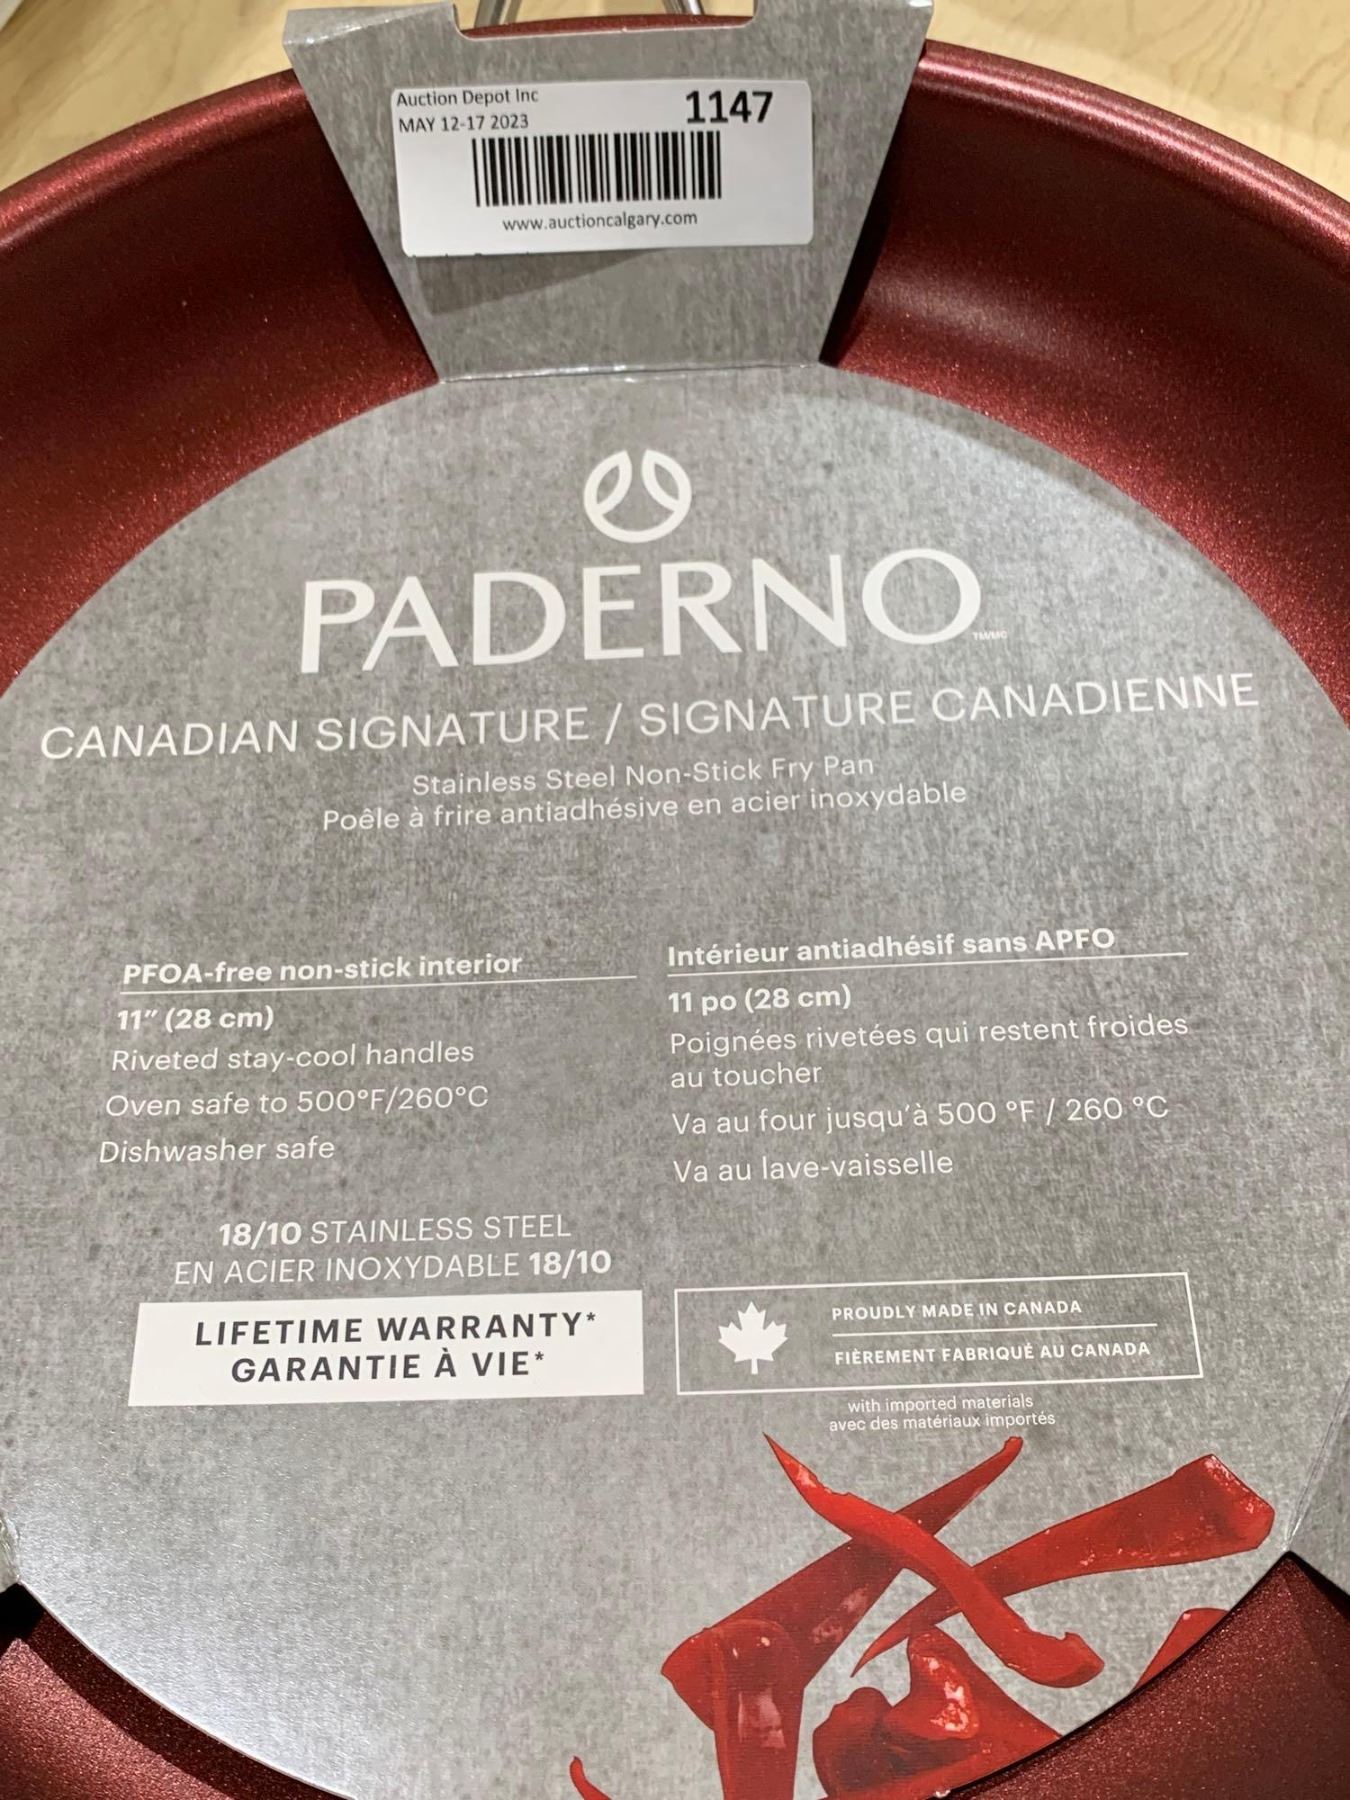 Auction Depot Inc
1147
MAY 12-17 2023
www.auctioncalgary.com
PADERNO TM/MC
CANADIAN SIGNATURE / SIGNATURE CANADIENNE
Stainless Steel Non-Stick Fry Pan
Poêle à frire antiadhésive en acier inoxydable
PFOA-free non-stick interior
11" (28 cm)
Riveted stay-cool handles
Oven safe to 500°F/260°C
Dishwasher safe
Intérieur antiadhésif sans APFO
11 po (28 cm)
Poignées rivetées qui restent froides
au toucher
Va au four jusqu'à 500 °F / 260 °C
Va au lave-vaisselle
18/10 STAINLESS STEEL
EN ACIER INOXYDABLE 18/10
LIFETIME WARRANTY*
GARANTIE À VIE*
PROUDLY MADE IN CANADA
FIÈREMENT FABRIQUÉ AU CANADA
with imported materials
avec des matériaux importés